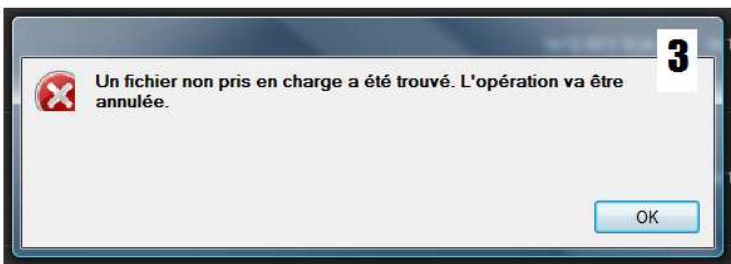 3
Un fichier non pris en charge a été trouvé. L'opération va être
annulée.
OK